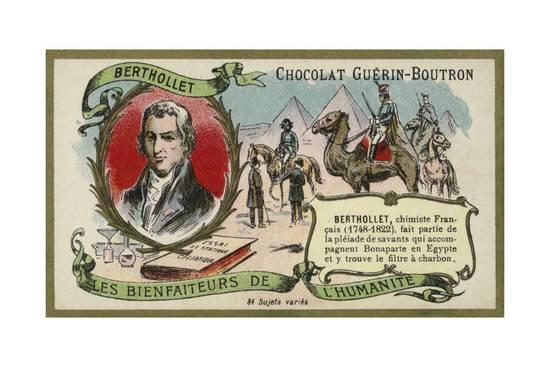 BERTHOLLET
CHOCOLAT GUÉRIN-BOUTRON
BERTHOLLET, chimiste Fran-
çais (1748-1822), fait partie de
la pléiade de savants qui accom-
pagnent Bonaparte en Egypte
et y trouve le filtre à charbon.
ESSAI
DE STATIQUE
CHIMIQUE
LES BIENFAITEURS DE L'HUMANITÉ
84 Sujets variés